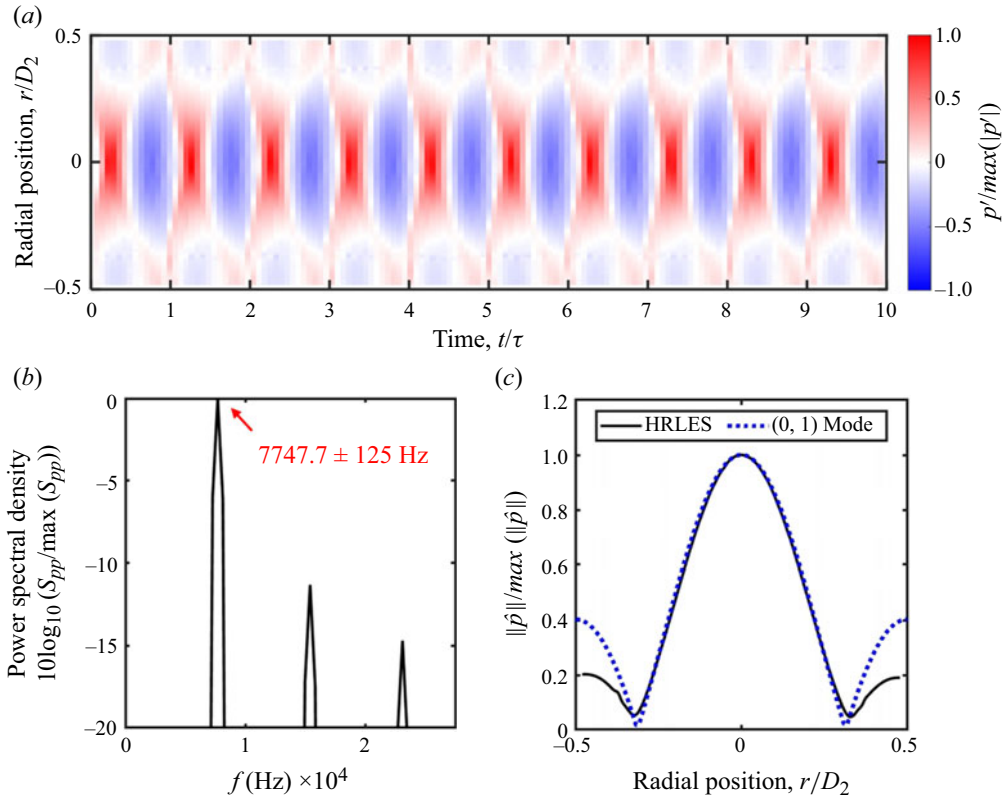 (a)
Radial position, r/D2
0.5
0
–0.5
0 1 2 3 4 5 6 7 8 9 10
Time, t/τ
1.0
0.5
0
–0.5
–1.0
p′/max(|p′|)
(b)
Power spectral density
10log10 (Spp/max (Spp))
0
–5
–10
–15
–20
7747.7 ± 125 Hz
0 1 2
f (Hz) ×10^4
(c)
||p̂||/max (||p̂||)
1.2
1.0
0.8
0.6
0.4
0.2
0
HRLES (0, 1) Mode
–0.5 0 0.5
Radial position, r/D2